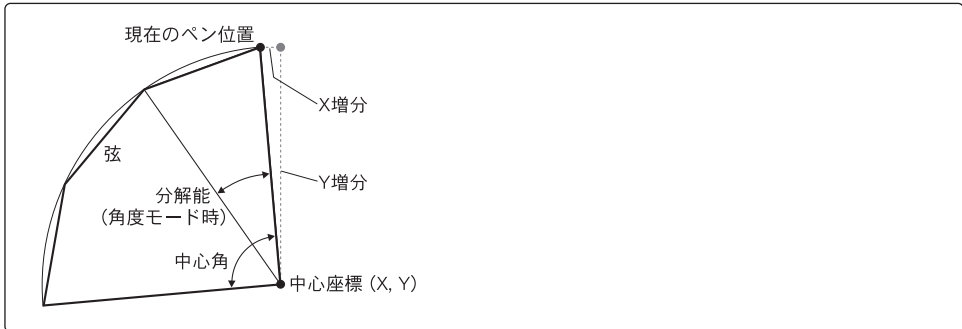 現在のペン位置
X増分
弦
Y増分
分解能
(角度モード時)
中心角
中心座標 (X, Y)